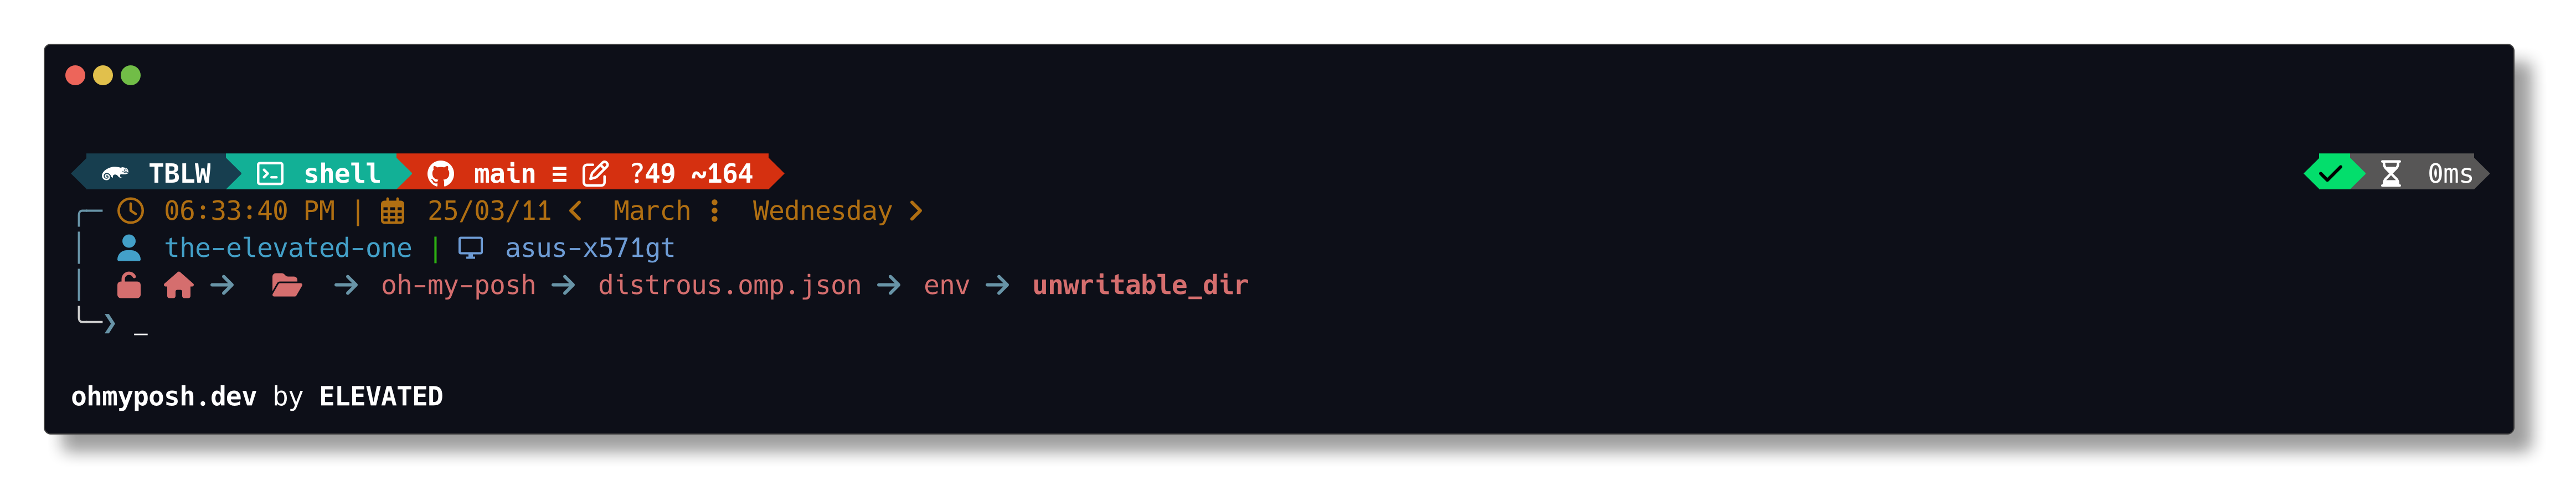 TBLW shell main ≡ ?49 ~164 0ms
06:33:40 PM | 25/03/11 < March ⋮ Wednesday >
the-elevated-one | asus-x571gt
→ → oh-my-posh → distrous.omp.json → env → unwritable_dir
❯ _
ohmyposh.dev by ELEVATED